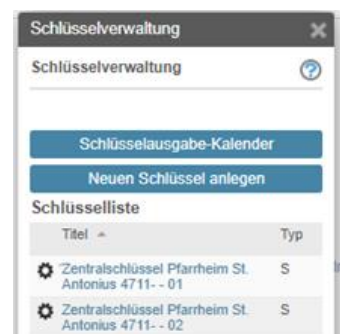 Schlüsselverwaltung
Schlüsselverwaltung
Schlüsselausgabe-Kalender
Neuen Schlüssel anlegen
Schlüsselliste
Titel Typ
Zentralschlüssel Pfarrheim St. S
Antonius 4711- - 01
Zentralschlüssel Pfarrheim St. S
Antonius 4711- - 02